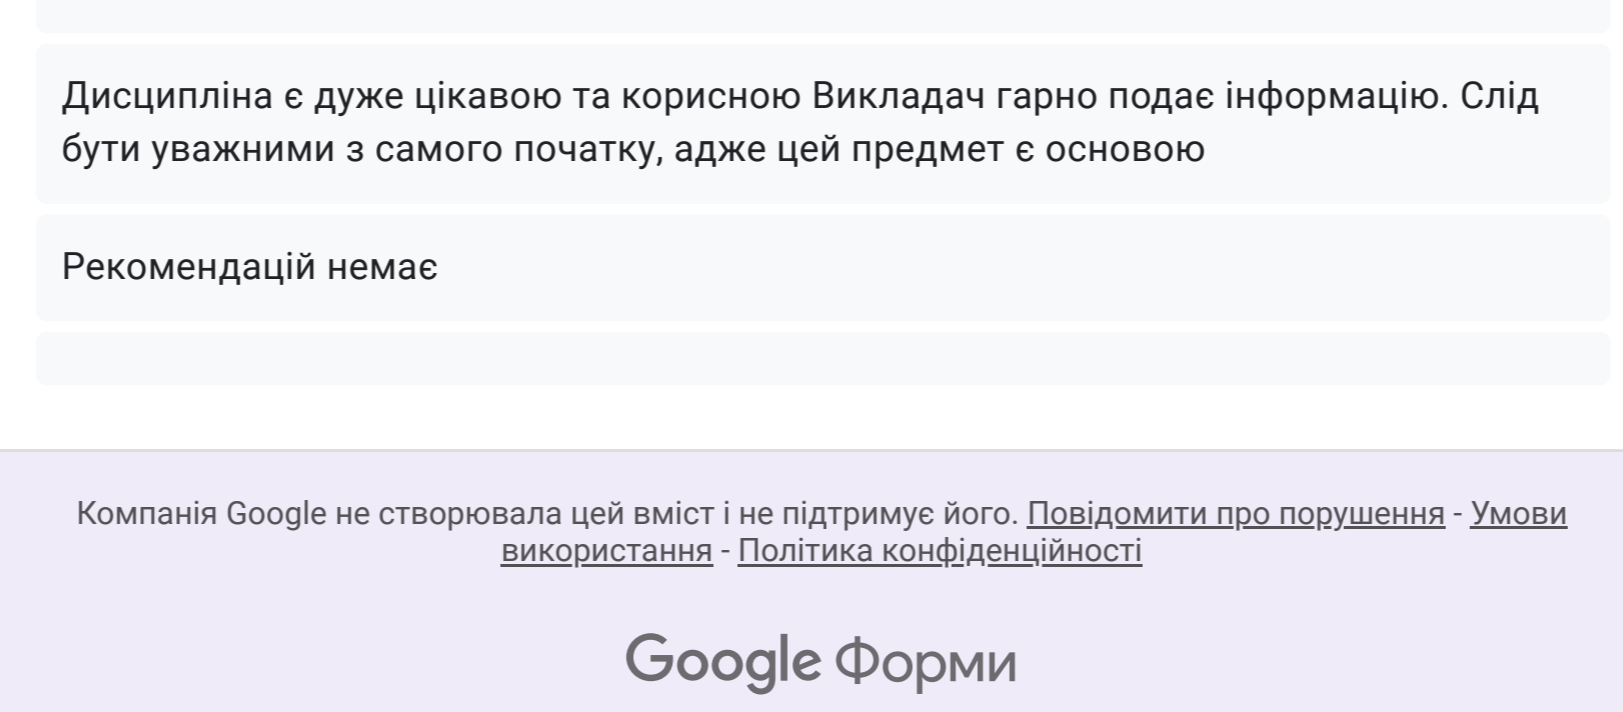 Дисципліна є дуже цікавою та корисною Викладач гарно подає інформацію. Слід
бути уважними з самого початку, адже цей предмет є основою
Рекомендацій немає
Компанія Google не створювала цей вміст і не підтримує його. Повідомити про порушення - Умови
використання - Політика конфіденційності
Google Форми